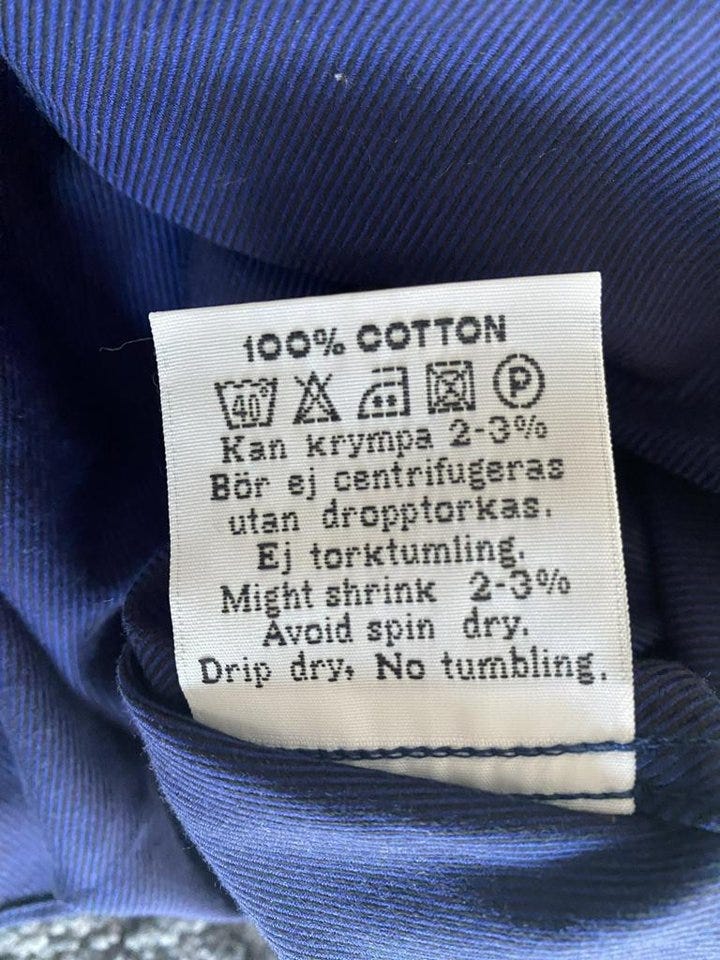 100% COTTON
40° P
Kan krympa 2-3%
Bör ej centrifugeras
utan dropptorkas.
Ej torktumling.
Might shrink 2-3%
Avoid spin dry.
Drip dry, No tumbling.